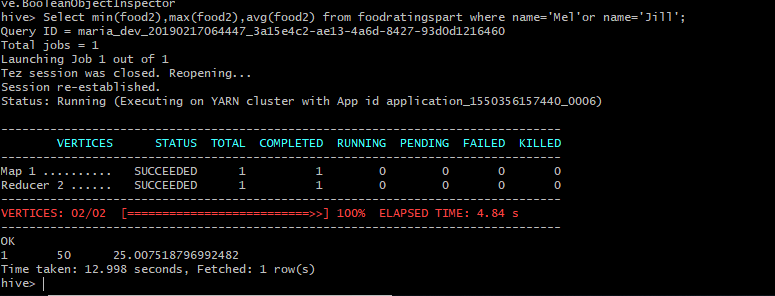 ve.BooleanObjectInspector
hive> Select min(food2),max(food2),avg(food2) from foodratingspart where name='Mel'or name='Jill';
Query ID = maria_dev_20190217064447_3a15e4c2-ae13-4a6d-8427-93d0d1216460
Total jobs = 1
Launching Job 1 out of 1
Tez session was closed. Reopening...
Session re-established.
Status: Running (Executing on YARN cluster with App id application_1550356157440_0006)
--------------------------------------------------------------------------------
        VERTICES      STATUS  TOTAL  COMPLETED  RUNNING  PENDING  FAILED  KILLED
--------------------------------------------------------------------------------
Map 1 ..........   SUCCEEDED      1          1        0        0       0       0
Reducer 2 ......   SUCCEEDED      1          1        0        0       0       0
--------------------------------------------------------------------------------
VERTICES: 02/02  [==========================>>] 100%  ELAPSED TIME: 4.84 s
--------------------------------------------------------------------------------
OK
1       50      25.007518796992482
Time taken: 12.998 seconds, Fetched: 1 row(s)
hive>